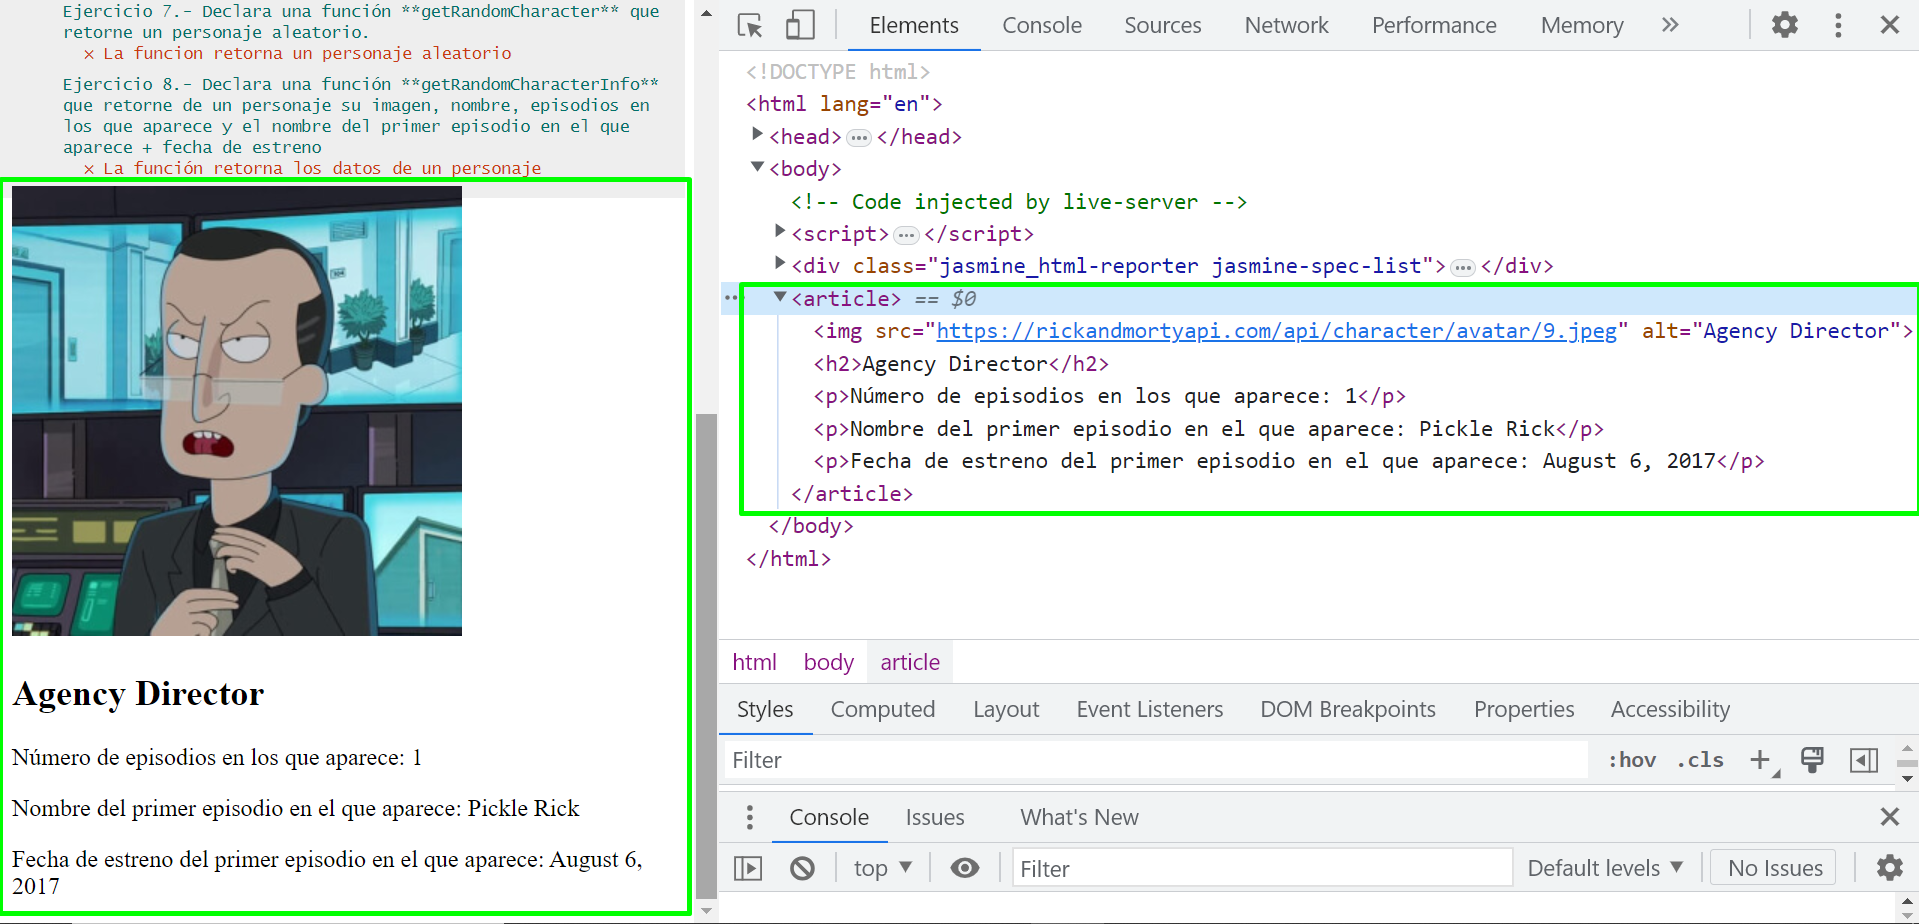 Ejercicio 7.- Declara una función **getRandomCharacter** que
retorne un personaje aleatorio.
× La funcion retorna un personaje aleatorio
Ejercicio 8.- Declara una función **getRandomCharacterInfo**
que retorne de un personaje su imagen, nombre, episodios en
los que aparece y el nombre del primer episodio en el que
aparece + fecha de estreno
× La función retorna los datos de un personaje
Agency Director
Número de episodios en los que aparece: 1
Nombre del primer episodio en el que aparece: Pickle Rick
Fecha de estreno del primer episodio en el que aparece: August 6,
2017
Elements Console Sources Network Performance Memory »
<!DOCTYPE html>
<html lang="en">
<head>…</head>
<body>
<!-- Code injected by live-server -->
<script>…</script>
<div class="jasmine_html-reporter jasmine-spec-list">…</div>
<article> == $0
<img src="https://rickandmortyapi.com/api/character/avatar/9.jpeg" alt="Agency Director">
<h2>Agency Director</h2>
<p>Número de episodios en los que aparece: 1</p>
<p>Nombre del primer episodio en el que aparece: Pickle Rick</p>
<p>Fecha de estreno del primer episodio en el que aparece: August 6, 2017</p>
</article>
</body>
</html>
html body article
Styles Computed Layout Event Listeners DOM Breakpoints Properties Accessibility
Filter :hov .cls +
Console Issues What's New
top Filter Default levels No Issues